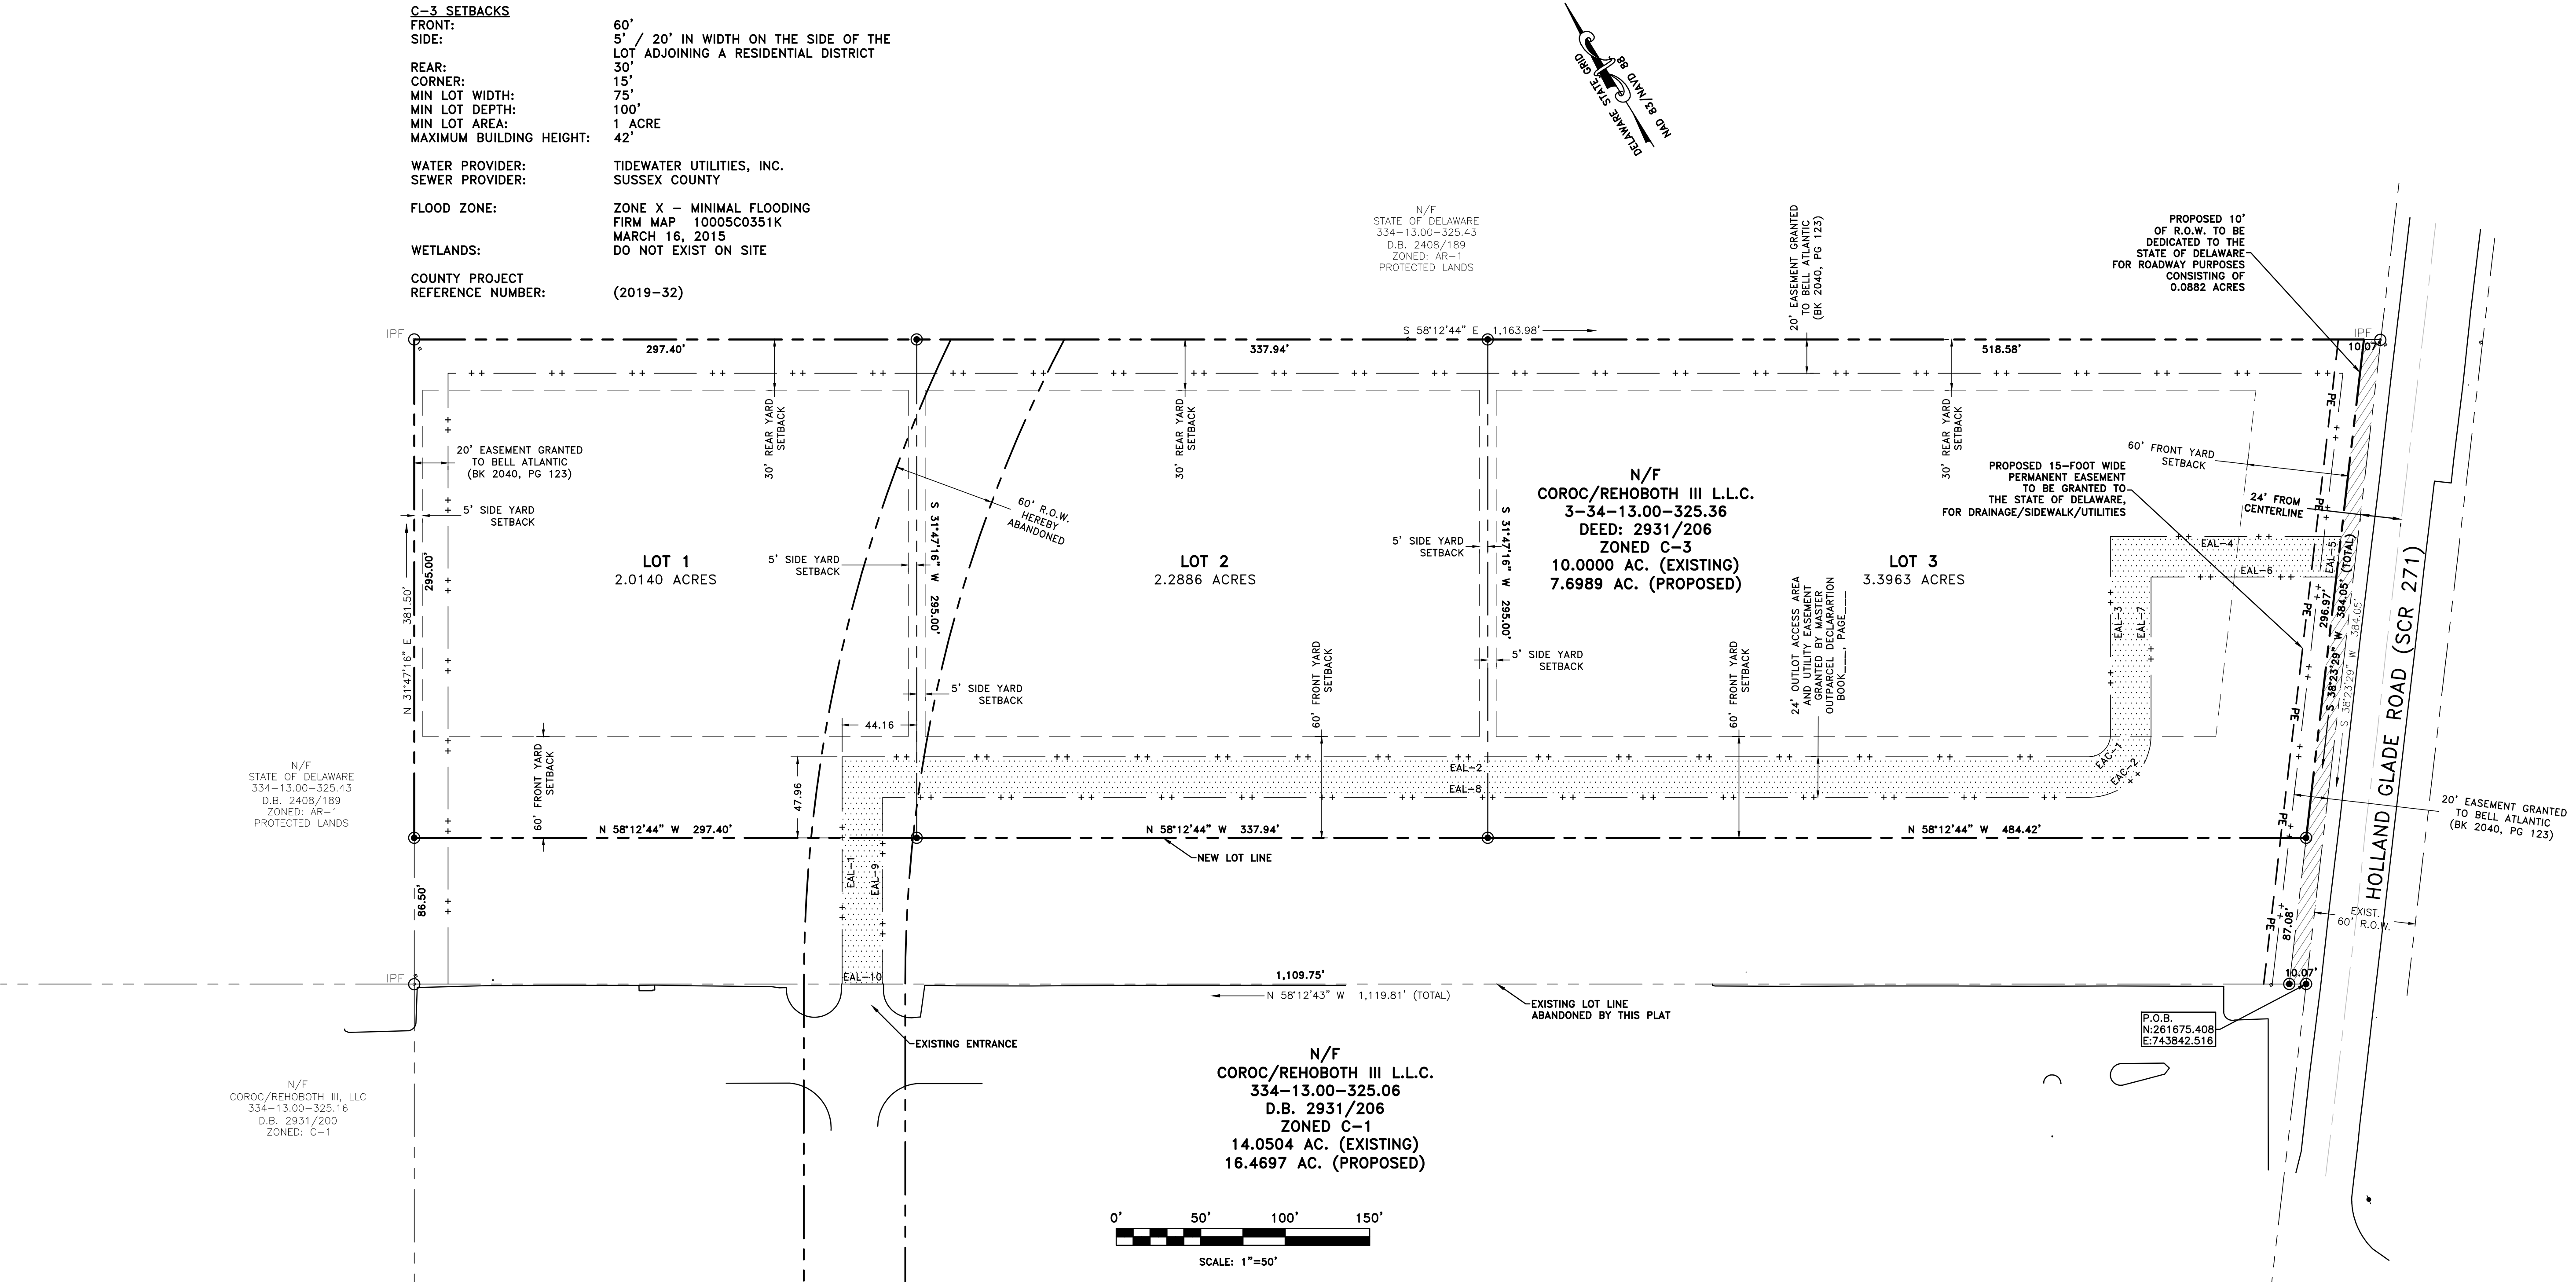 C-3 SETBACKS
FRONT: 60'
SIDE: 5' / 20' IN WIDTH ON THE SIDE OF THE
LOT ADJOINING A RESIDENTIAL DISTRICT
REAR: 30'
CORNER: 15'
MIN LOT WIDTH: 75'
MIN LOT DEPTH: 100'
MIN LOT AREA: 1 ACRE
MAXIMUM BUILDING HEIGHT: 42'
WATER PROVIDER: TIDEWATER UTILITIES, INC.
SEWER PROVIDER: SUSSEX COUNTY
FLOOD ZONE: ZONE X - MINIMAL FLOODING
FIRM MAP 10005C0351K
MARCH 16, 2015
WETLANDS: DO NOT EXIST ON SITE
COUNTY PROJECT
REFERENCE NUMBER: (2019-32)
DELAWARE STATE GRID
NAD 83/NAVD 88
N/F
STATE OF DELAWARE
334-13.00-325.43
D.B. 2408/189
ZONED: AR-1
PROTECTED LANDS
20' EASEMENT GRANTED
TO BELL ATLANTIC
(BK 2040, PG 123)
PROPOSED 10'
OF R.O.W. TO BE
DEDICATED TO THE
STATE OF DELAWARE
FOR ROADWAY PURPOSES
CONSISTING OF
0.0882 ACRES
IPF
S 58°12'44" E 1,163.98'
IPF
297.40'
337.94'
518.58'
10.07'
30' REAR YARD
SETBACK
30' REAR YARD
SETBACK
30' REAR YARD
SETBACK
20' EASEMENT GRANTED
TO BELL ATLANTIC
(BK 2040, PG 123)
5' SIDE YARD
SETBACK
60' R.O.W.
HEREBY
ABANDONED
N/F
COROC/REHOBOTH III L.L.C.
3-34-13.00-325.36
DEED: 2931/206
ZONED C-3
10.0000 AC. (EXISTING)
7.6989 AC. (PROPOSED)
60' FRONT YARD
SETBACK
PROPOSED 15-FOOT WIDE
PERMANENT EASEMENT
TO BE GRANTED TO
THE STATE OF DELAWARE,
FOR DRAINAGE/SIDEWALK/UTILITIES
24' FROM
CENTERLINE
PE
PE
PE
PE
PE
PE
N 31°47'16" E 381.50'
295.00'
LOT 1
2.0140 ACRES
5' SIDE YARD
SETBACK
S 31°47'16" W 295.00'
LOT 2
2.2886 ACRES
5' SIDE YARD
SETBACK
S 31°47'16" W 295.00'
LOT 3
3.3963 ACRES
EAL-4
EAL-5
EAL-6
EAL-3
EAL-7
296.97'
S 38°23'29" W 384.05' (TOTAL)
S 38°23'29" W 384.05'
HOLLAND GLADE ROAD (SCR 271)
5' SIDE YARD
SETBACK
5' SIDE YARD
SETBACK
44.16
47.96
60' FRONT YARD
SETBACK
60' FRONT YARD
SETBACK
60' FRONT YARD
SETBACK
24' OUTLOT ACCESS AREA
AND UTILITY EASEMENT
GRANTED BY MASTER
OUTPARCEL DECLARARTION
BOOK____, PAGE______
EAL-2
EAL-8
EAC-1
EAC-2
N/F
STATE OF DELAWARE
334-13.00-325.43
D.B. 2408/189
ZONED: AR-1
PROTECTED LANDS
20' EASEMENT GRANTED
TO BELL ATLANTIC
(BK 2040, PG 123)
N 58°12'44" W 297.40'
N 58°12'44" W 337.94'
N 58°12'44" W 484.42'
NEW LOT LINE
86.50'
EAL-1
EAL-9
87.08'
EXIST.
60' R.O.W.
IPF
EAL-10
1,109.75'
10.07'
N 58°12'43" W 1,119.81' (TOTAL)
EXISTING LOT LINE
ABANDONED BY THIS PLAT
P.O.B.
N:261675.408
E:743842.516
EXISTING ENTRANCE
N/F
COROC/REHOBOTH III L.L.C.
334-13.00-325.06
D.B. 2931/206
ZONED C-1
14.0504 AC. (EXISTING)
16.4697 AC. (PROPOSED)
N/F
COROC/REHOBOTH III, LLC
334-13.00-325.16
D.B. 2931/200
ZONED: C-1
0' 50' 100' 150'
SCALE: 1"=50'